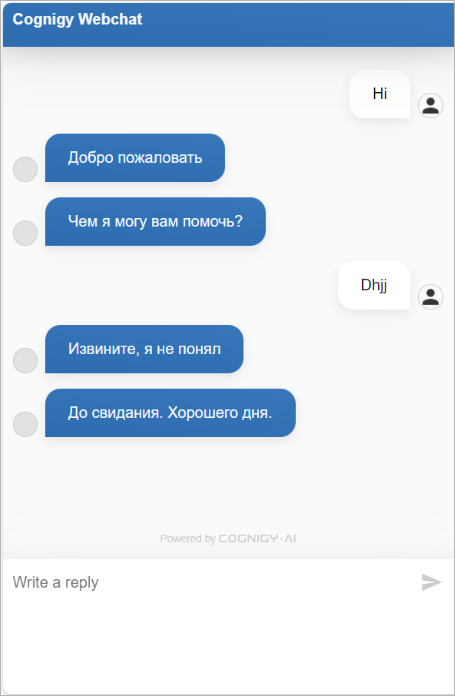 Cognigy Webchat
Hi
Добро пожаловать
Чем я могу вам помочь?
Dhjj
Извините, я не понял
До свидания. Хорошего дня.
Powered by COGNIGY·AI
Write a reply